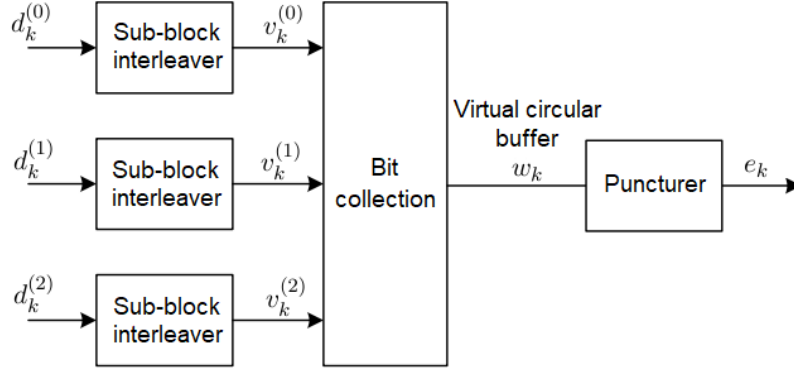 d_k^{(0)}
Sub-block
interleaver
v_k^{(0)}
d_k^{(1)}
Sub-block
interleaver
v_k^{(1)}
d_k^{(2)}
Sub-block
interleaver
v_k^{(2)}
Bit
collection
Virtual circular
buffer
w_k
Puncturer
e_k